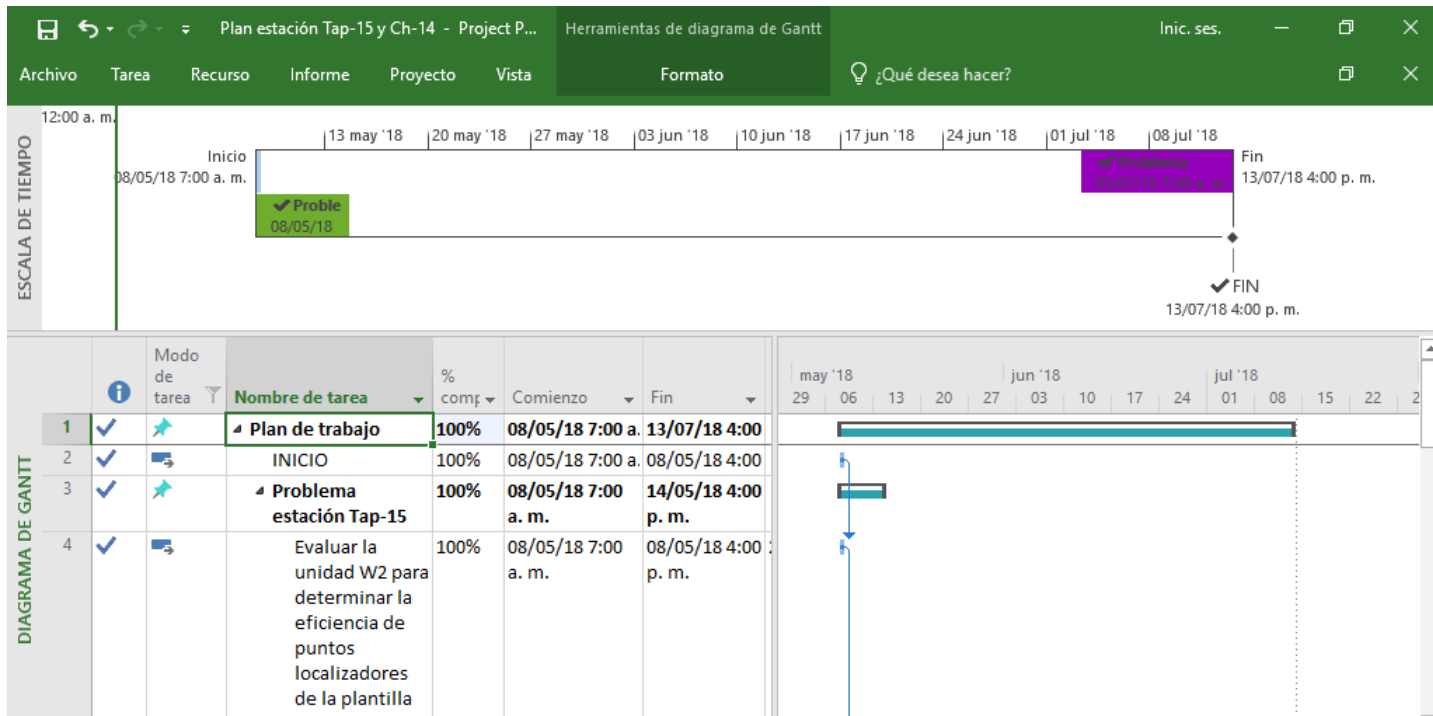 Plan estación Tap-15 y Ch-14 - Project P... Herramientas de diagrama de Gantt Inic. ses.
Archivo Tarea Recurso Informe Proyecto Vista Formato ¿Qué desea hacer?
ESCALA DE TIEMPO
12:00 a. m.
13 may '18 20 may '18 27 may '18 03 jun '18 10 jun '18 17 jun '18 24 jun '18 01 jul '18 08 jul '18
Inicio
08/05/18 7:00 a. m.
Problema
Fin
13/07/18 4:00 p. m.
Proble
08/05/18
FIN
13/07/18 4:00 p. m.
DIAGRAMA DE GANTT
Modo de tarea Nombre de tarea % comp Comienzo Fin
may '18 jun '18 jul '18
29 06 13 20 27 03 10 17 24 01 08 15 22 2
1 Plan de trabajo 100% 08/05/18 7:00 a. 13/07/18 4:00
2 INICIO 100% 08/05/18 7:00 a. 08/05/18 4:00
3 Problema 100% 08/05/18 7:00 14/05/18 4:00
estación Tap-15 a. m. p. m.
4 Evaluar la 100% 08/05/18 7:00 08/05/18 4:00 2
unidad W2 para a. m. p. m.
determinar la
eficiencia de
puntos
localizadores
de la plantilla